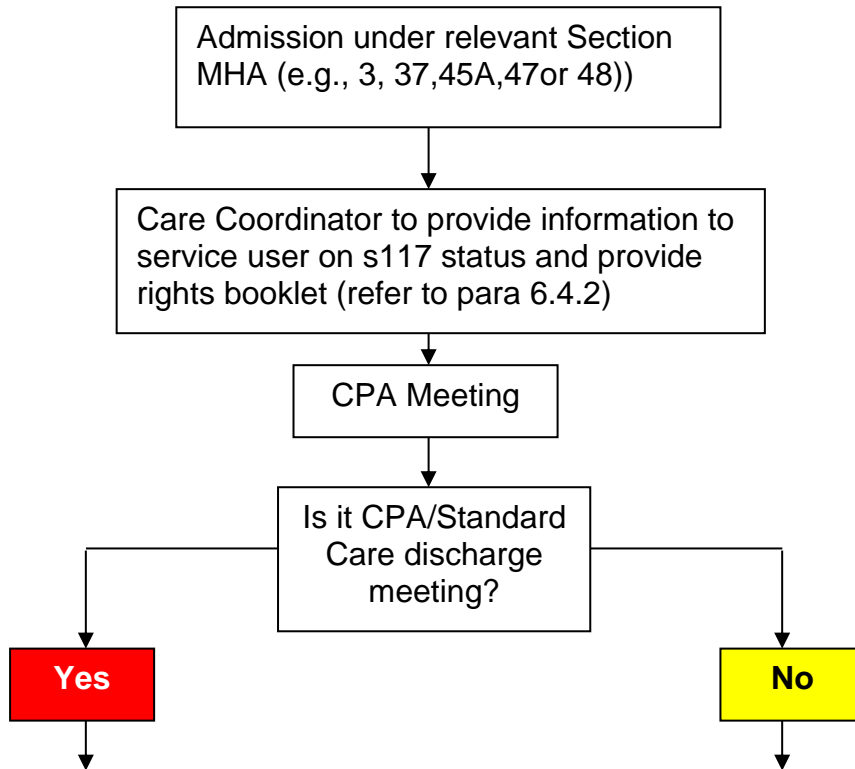 Admission under relevant Section
MHA (e.g., 3, 37,45A,47or 48))
Care Coordinator to provide information to
service user on s117 status and provide
rights booklet (refer to para 6.4.2)
CPA Meeting
Is it CPA/Standard
Care discharge
meeting?
Yes
No